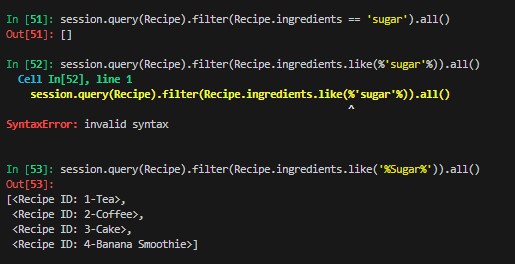 In [51]: session.query(Recipe).filter(Recipe.ingredients == 'sugar').all()
Out[51]: []
In [52]: session.query(Recipe).filter(Recipe.ingredients.like(%'sugar'%)).all()
Cell In[52], line 1
session.query(Recipe).filter(Recipe.ingredients.like(%'sugar'%)).all()
^
SyntaxError: invalid syntax
In [53]: session.query(Recipe).filter(Recipe.ingredients.like('%Sugar%')).all()
Out[53]:
[<Recipe ID: 1-Tea>,
<Recipe ID: 2-Coffee>,
<Recipe ID: 3-Cake>,
<Recipe ID: 4-Banana Smoothie>]